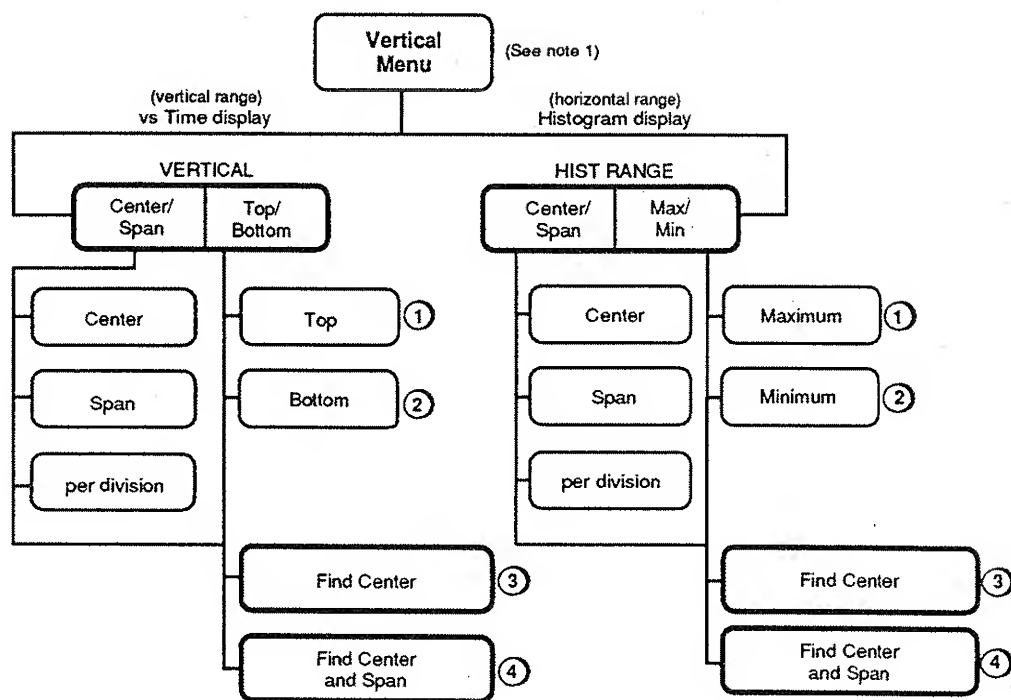 Vertical
Menu
(See note 1)
(vertical range)
vs Time display
(horizontal range)
Histogram display
VERTICAL
Center/
Span
Top/
Bottom
HIST RANGE
Center/
Span
Max/
Min
Center
Top
1
Span
Bottom
2
per division
Find Center
3
Find Center
and Span
4
Center
Maximum
1
Span
Minimum
2
per division
Find Center
3
Find Center
and Span
4